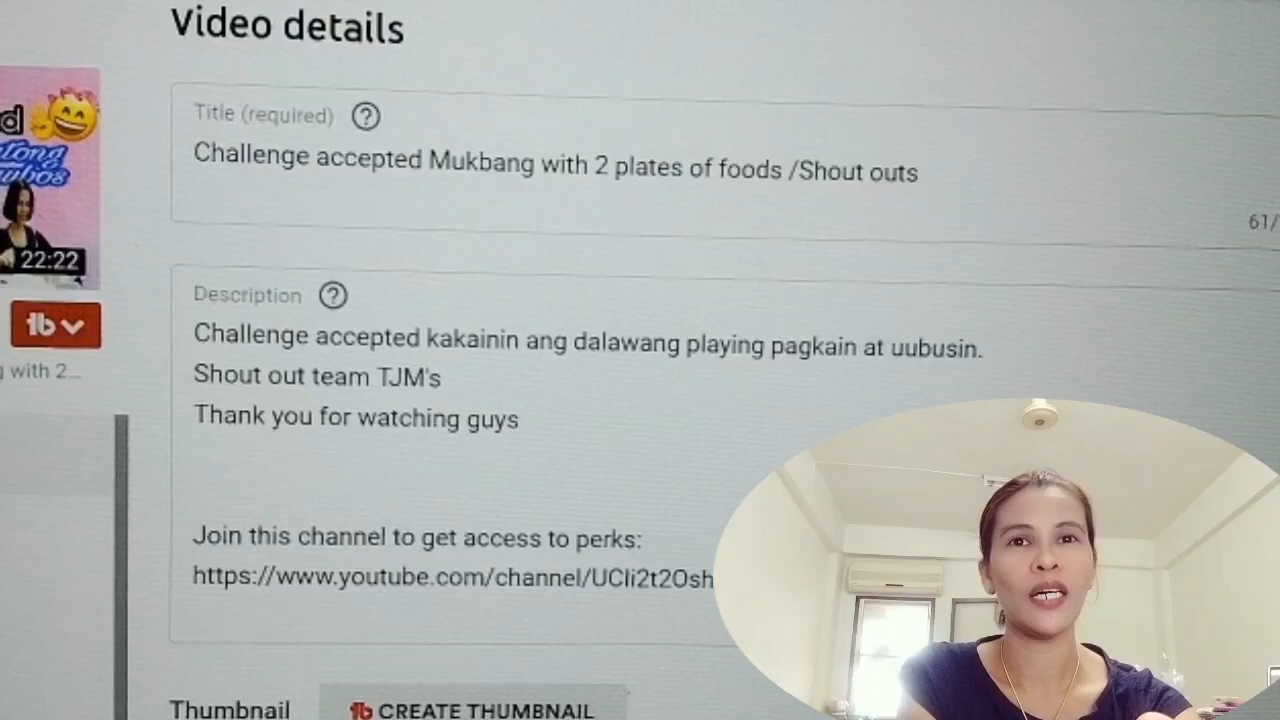 Video details
Title (required)
Challenge accepted Mukbang with 2 plates of foods /Shout outs
61/
22:22
with 2...
Description
Challenge accepted kakainin ang dalawang playing pagkain at uubusin.
Shout out team TJM's
Thank you for watching guys
Join this channel to get access to perks:
https://www.youtube.com/channel/UCli2t2Osh
Thumbnail
CREATE THUMBNAIL